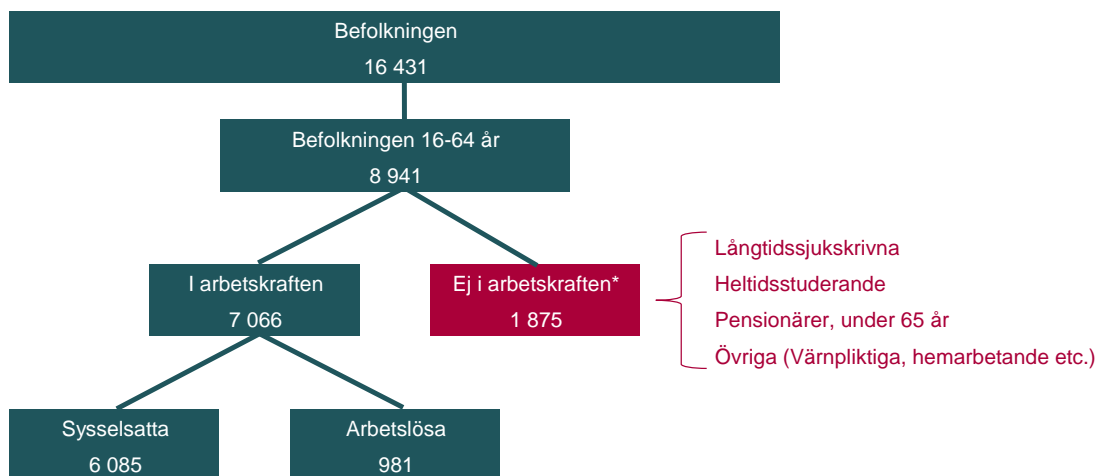 Befolkningen
16 431
Befolkningen 16-64 år
8 941
I arbetskraften
7 066
Ej i arbetskraften*
1 875
Långtidssjukskrivna
Heltidsstuderande
Pensionärer, under 65 år
Övriga (Värnpliktiga, hemarbetande etc.)
Sysselsatta
6 085
Arbetslösa
981